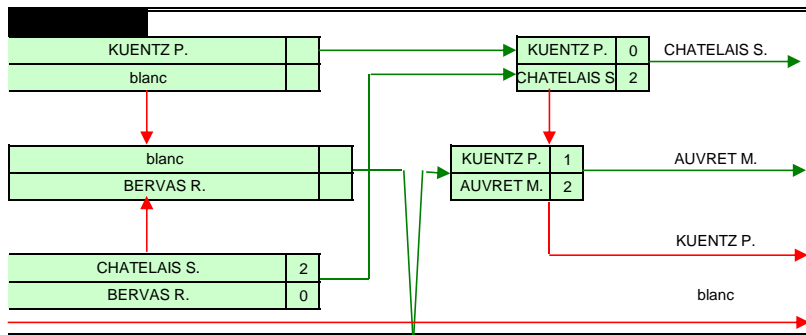 KUENTZ P.
blanc
KUENTZ P. 0
CHATELAIS S 2
CHATELAIS S.
blanc
BERVAS R.
KUENTZ P. 1
AUVRET M. 2
AUVRET M.
KUENTZ P.
CHATELAIS S. 2
BERVAS R. 0
blanc